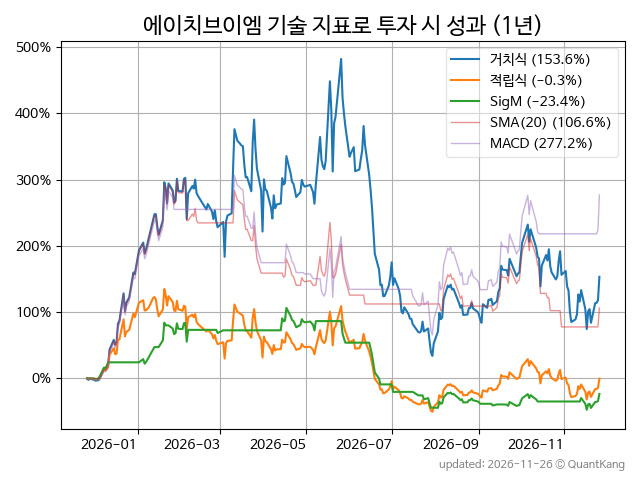 에이치브이엠 기술 지표로 투자 시 성과 (1년)
500%
400%
300%
200%
100%
0%
거치식 (153.6%)
적립식 (−0.3%)
SigM (−23.4%)
SMA(20) (106.6%)
MACD (277.2%)
2026−01
2026−03
2026−05
2026−07
2026−09
2026−11
updated: 2026−11−26 ⓒ QuantKang